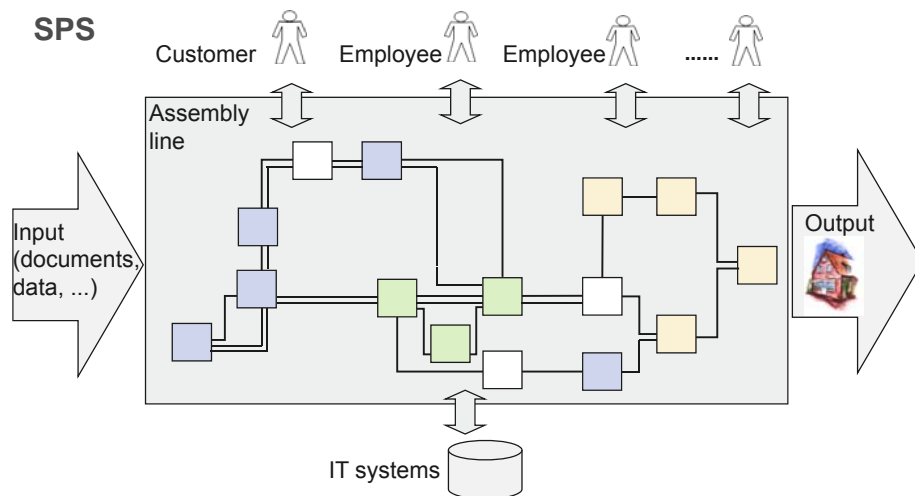 SPS
Customer
Employee
Employee
......
Assembly
line
Input
(documents,
data, ...)
Output
IT systems